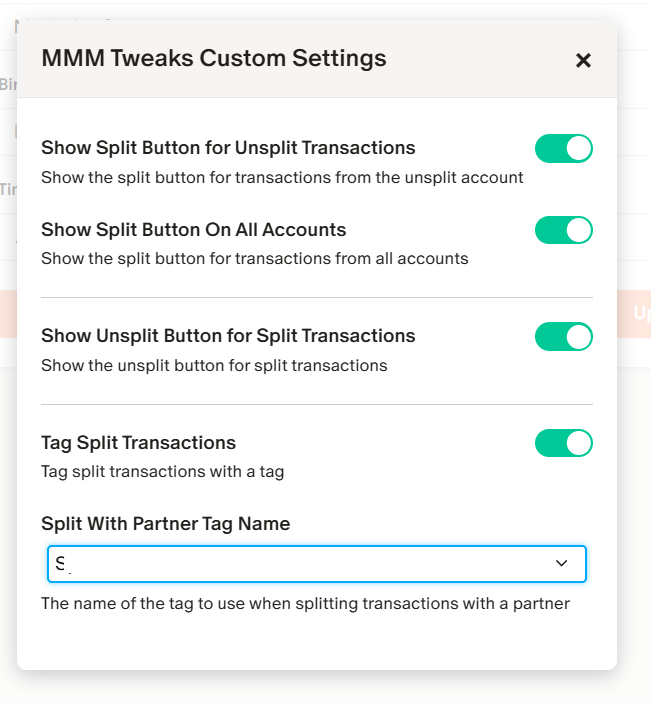 MMM Tweaks Custom Settings
Show Split Button for Unsplit Transactions
Show the split button for transactions from the unsplit account
Show Split Button On All Accounts
Show the split button for transactions from all accounts
Show Unsplit Button for Split Transactions
Show the unsplit button for split transactions
Tag Split Transactions
Tag split transactions with a tag
Split With Partner Tag Name
S
The name of the tag to use when splitting transactions with a partner